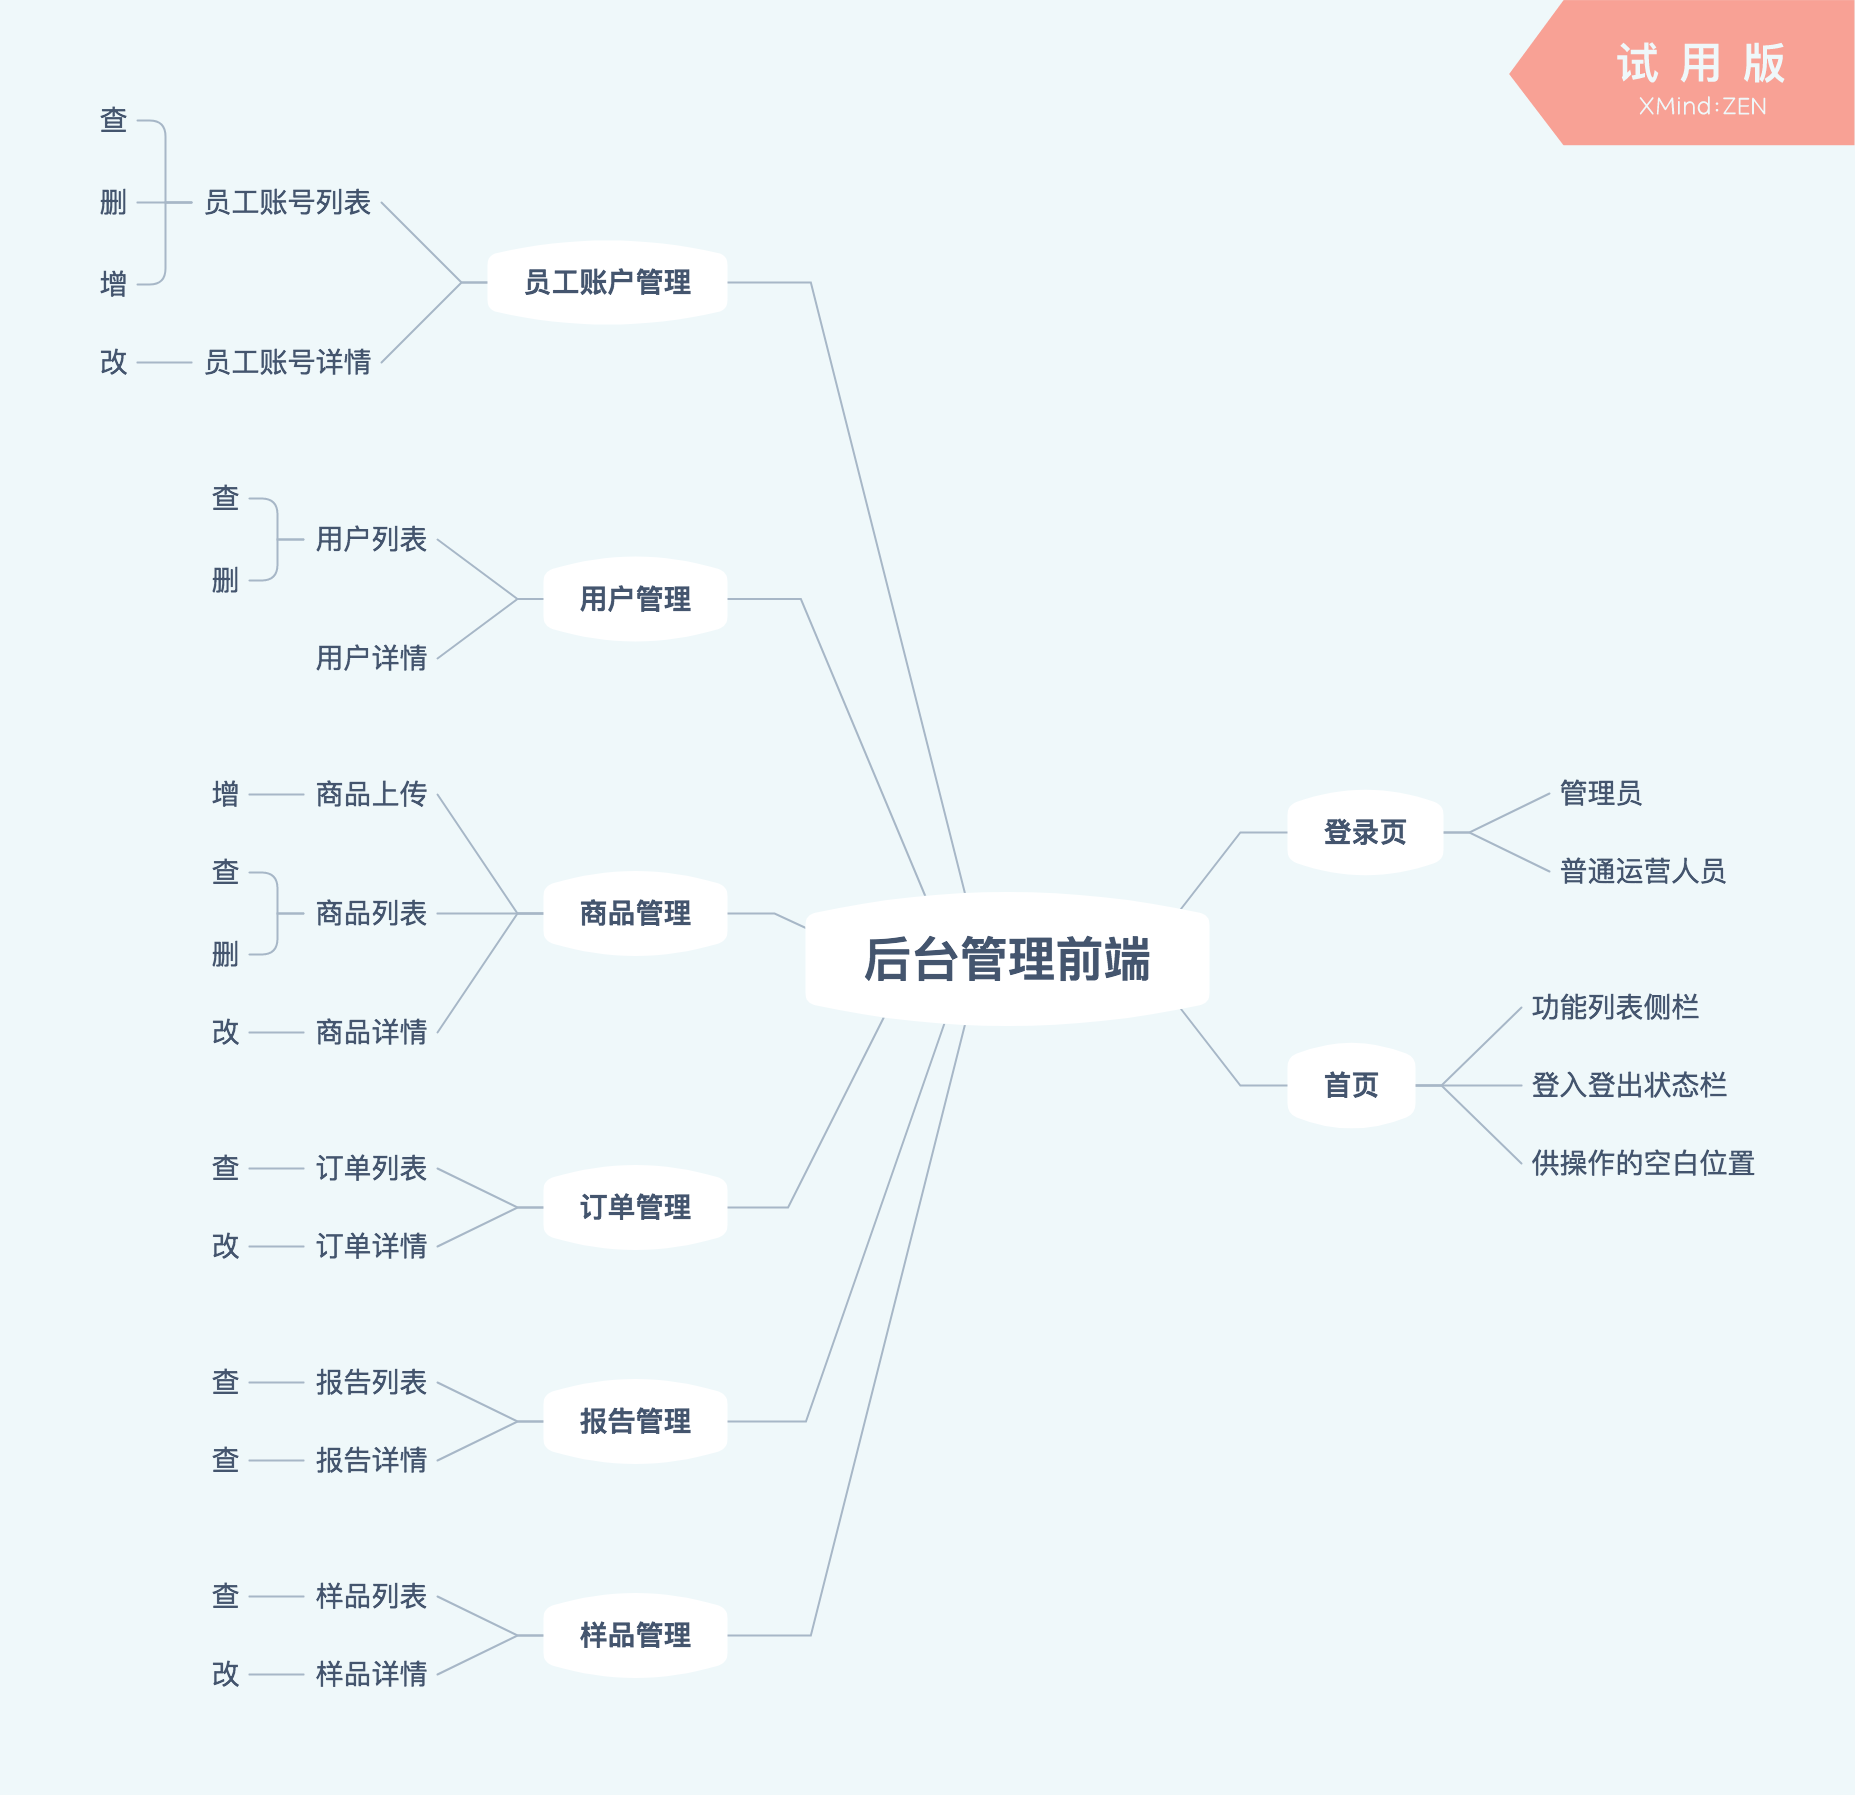 试用版
XMind:ZEN
查
删
增
员工账号列表
改
员工账号详情
员工账户管理
查
删
用户列表
用户详情
用户管理
增
商品上传
查
删
商品列表
改
商品详情
商品管理
查
订单列表
改
订单详情
订单管理
查
报告列表
查
报告详情
报告管理
查
样品列表
改
样品详情
样品管理
后台管理前端
登录页
管理员
普通运营人员
首页
功能列表侧栏
登入登出状态栏
供操作的空白位置